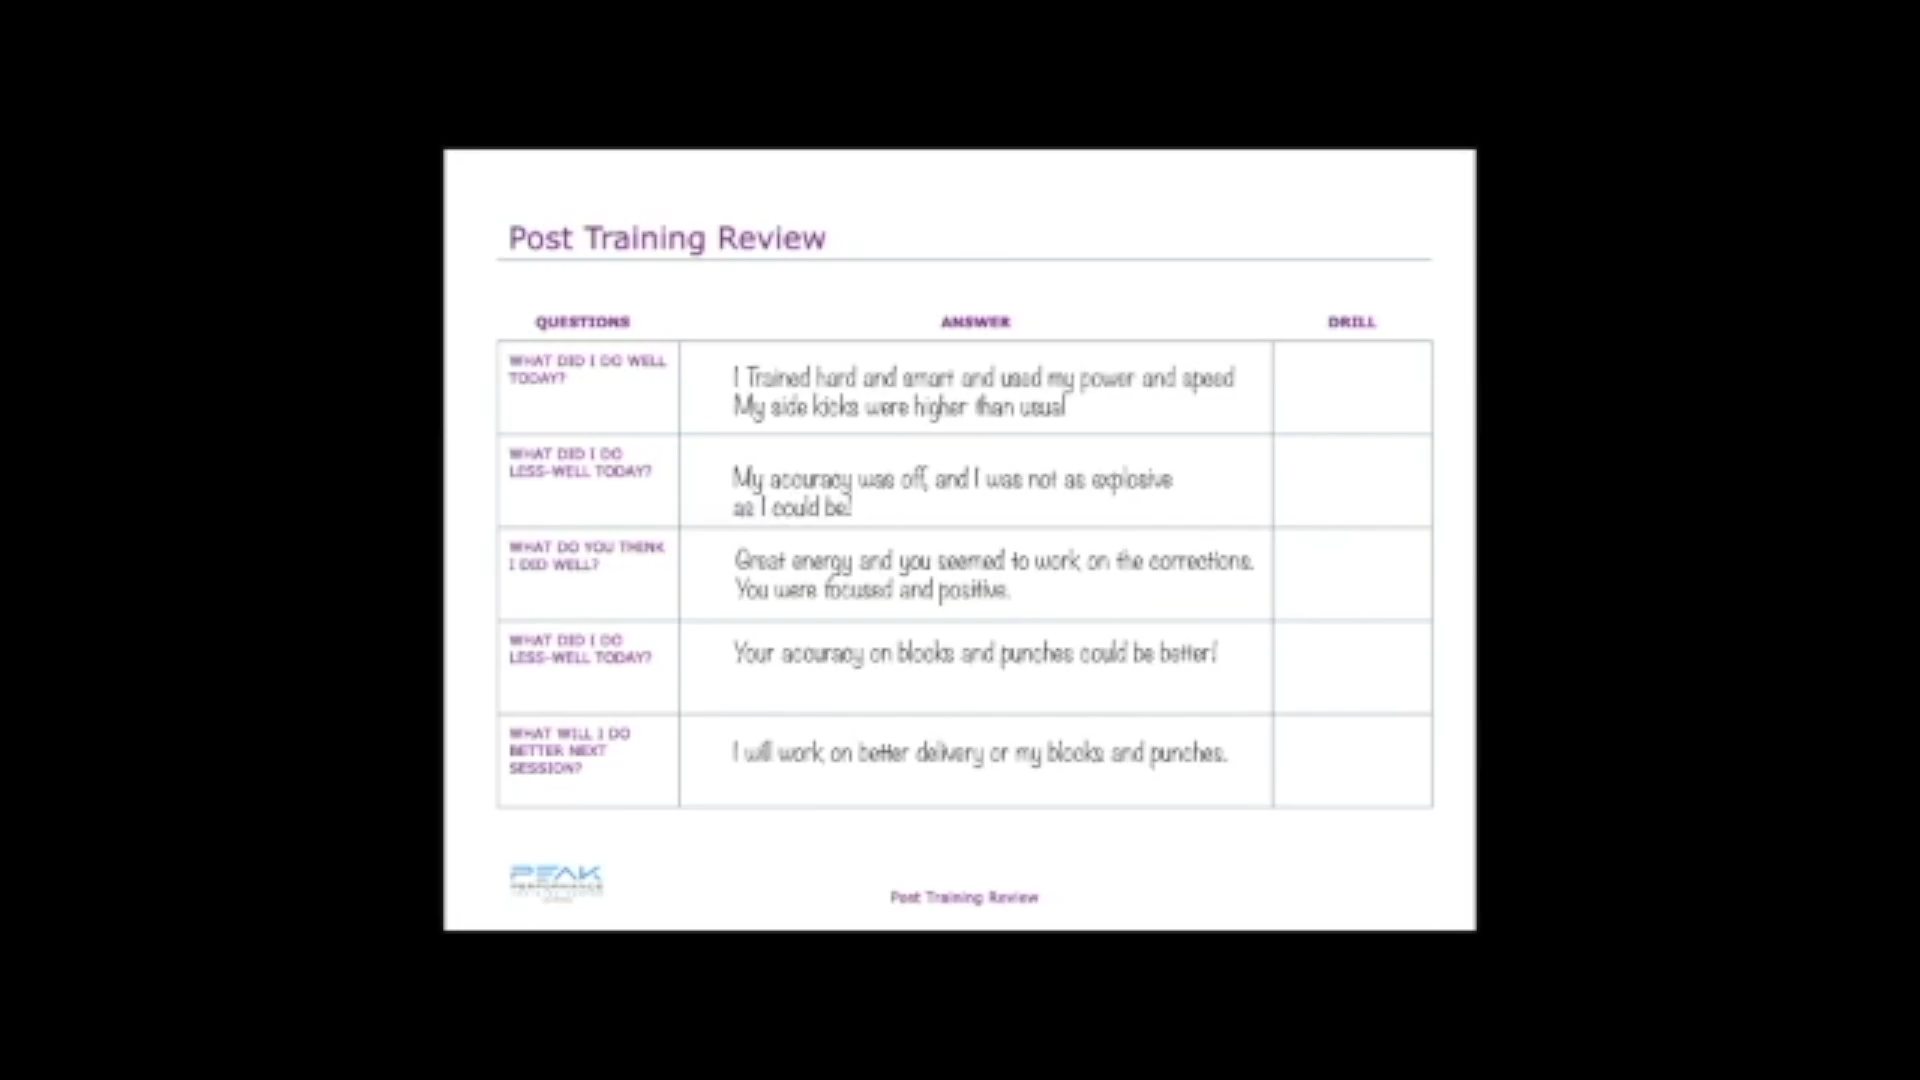 Post Training Review
QUESTIONS
ANSWER
DRILL
WHAT DID I DO WELL
TODAY?
I Trained hard and smart and used my power and speed
My side kicks were higher than usual
WHAT DID I DO
LESS-WELL TODAY?
My accuracy was off, and I was not as explosive
as I could be!
WHAT DO YOU THINK
I DID WELL?
Great energy and you seemed to work on the corrections.
You were focused and positive.
WHAT DID I DO
LESS-WELL TODAY?
Your accuracy on blocks and punches could be better!
WHAT WILL I DO
BETTER NEXT
SESSION?
I will work on better delivery or my blocks and punches.
PEAK
PERFORMANCE
Post Training Review